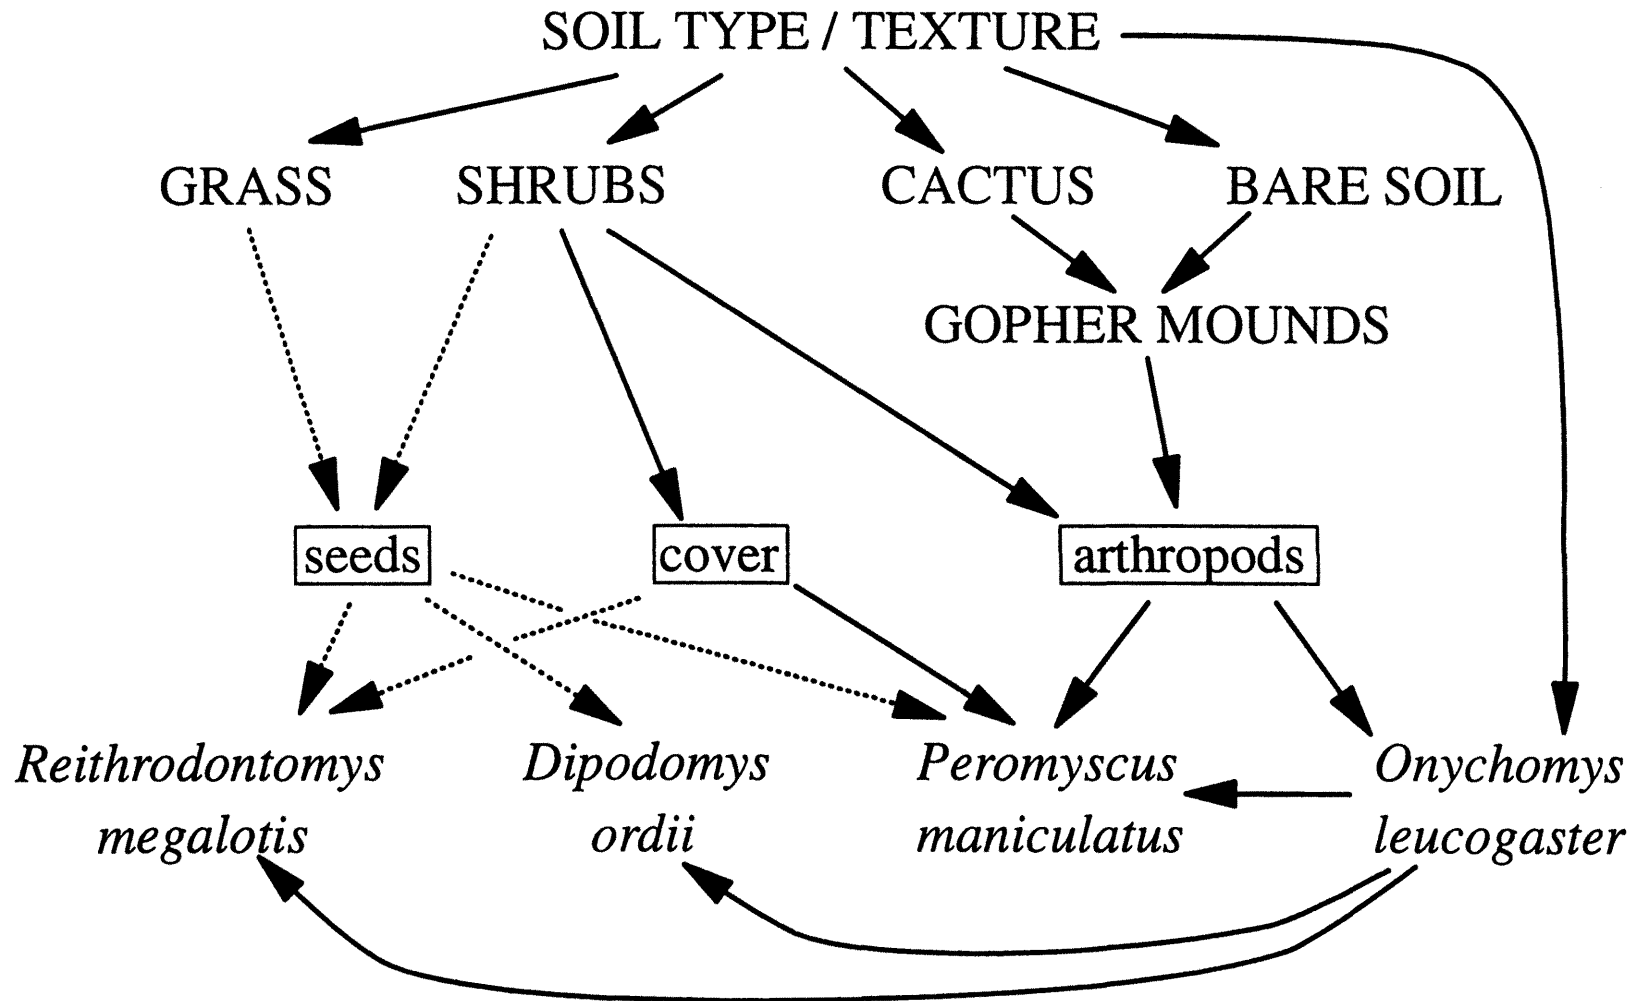 SOIL TYPE / TEXTURE
GRASS SHRUBS CACTUS BARE SOIL
GOPHER MOUNDS
seeds cover arthropods
Reithrodontomys Dipodomys Peromyscus Onychomys
megalotis ordii maniculatus leucogaster